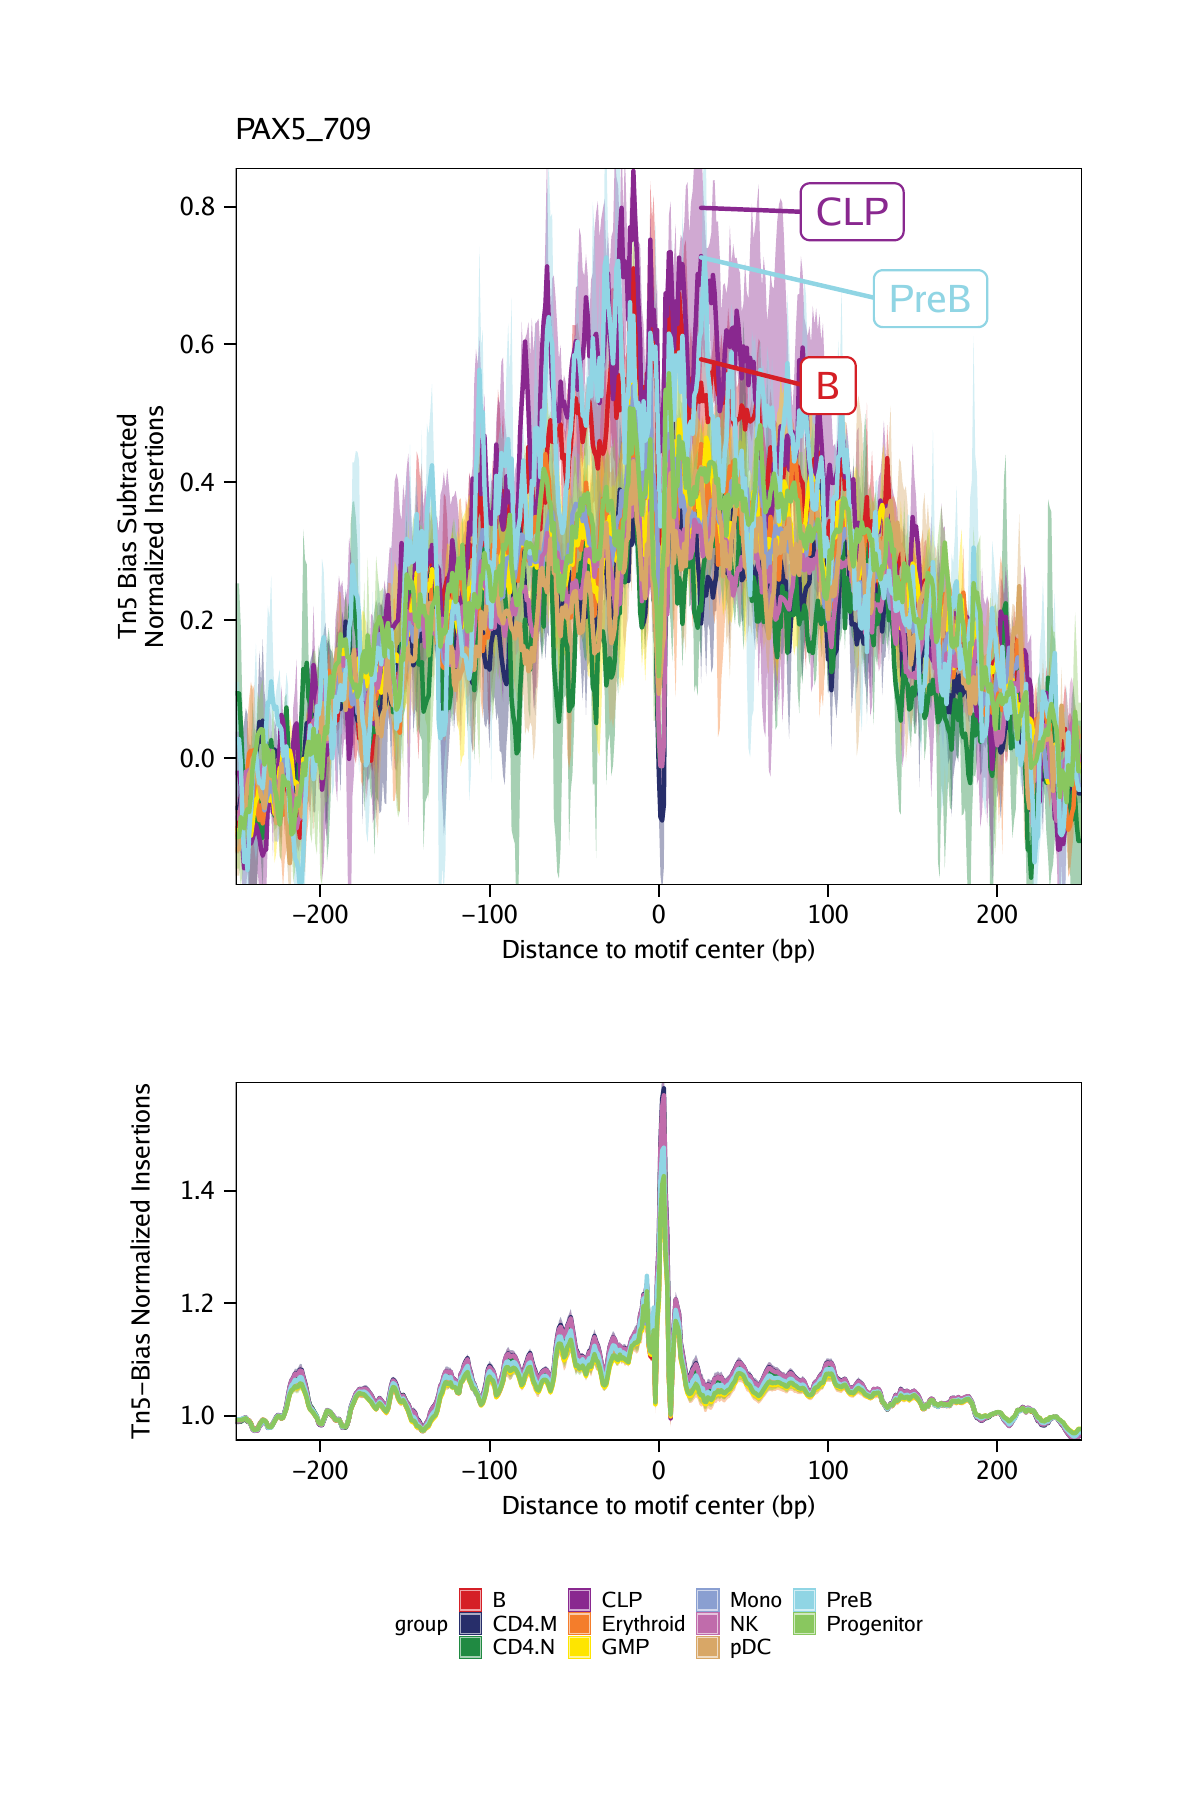 PAX5_709
Tn5 Bias Subtracted
Normalized Insertions
0.8
0.6
0.4
0.2
0.0
CLP
PreB
B
−200 −100 0 100 200
Distance to motif center (bp)
Tn5−Bias Normalized Insertions
1.4
1.2
1.0
−200 −100 0 100 200
Distance to motif center (bp)
B CLP Mono PreB
group CD4.M Erythroid NK Progenitor
CD4.N GMP pDC